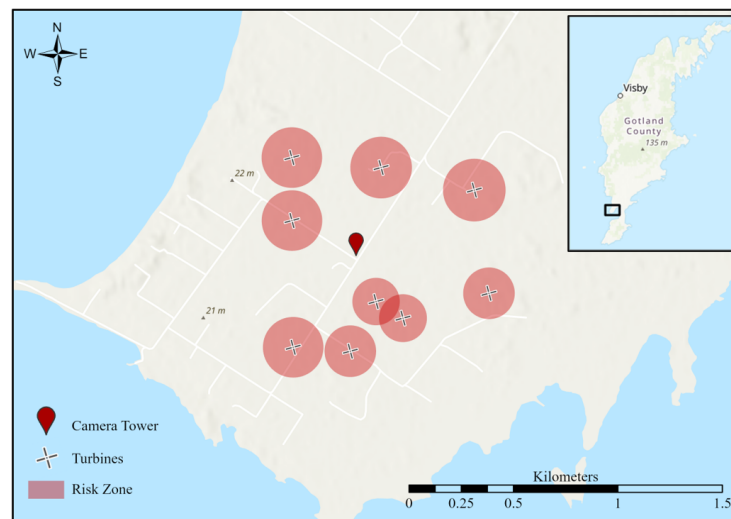 N
W E
S
Visby
Gotland
County
135 m
22 m
21 m
Camera Tower
Turbines
Risk Zone
Kilometers
0 0.25 0.5 1 1.5